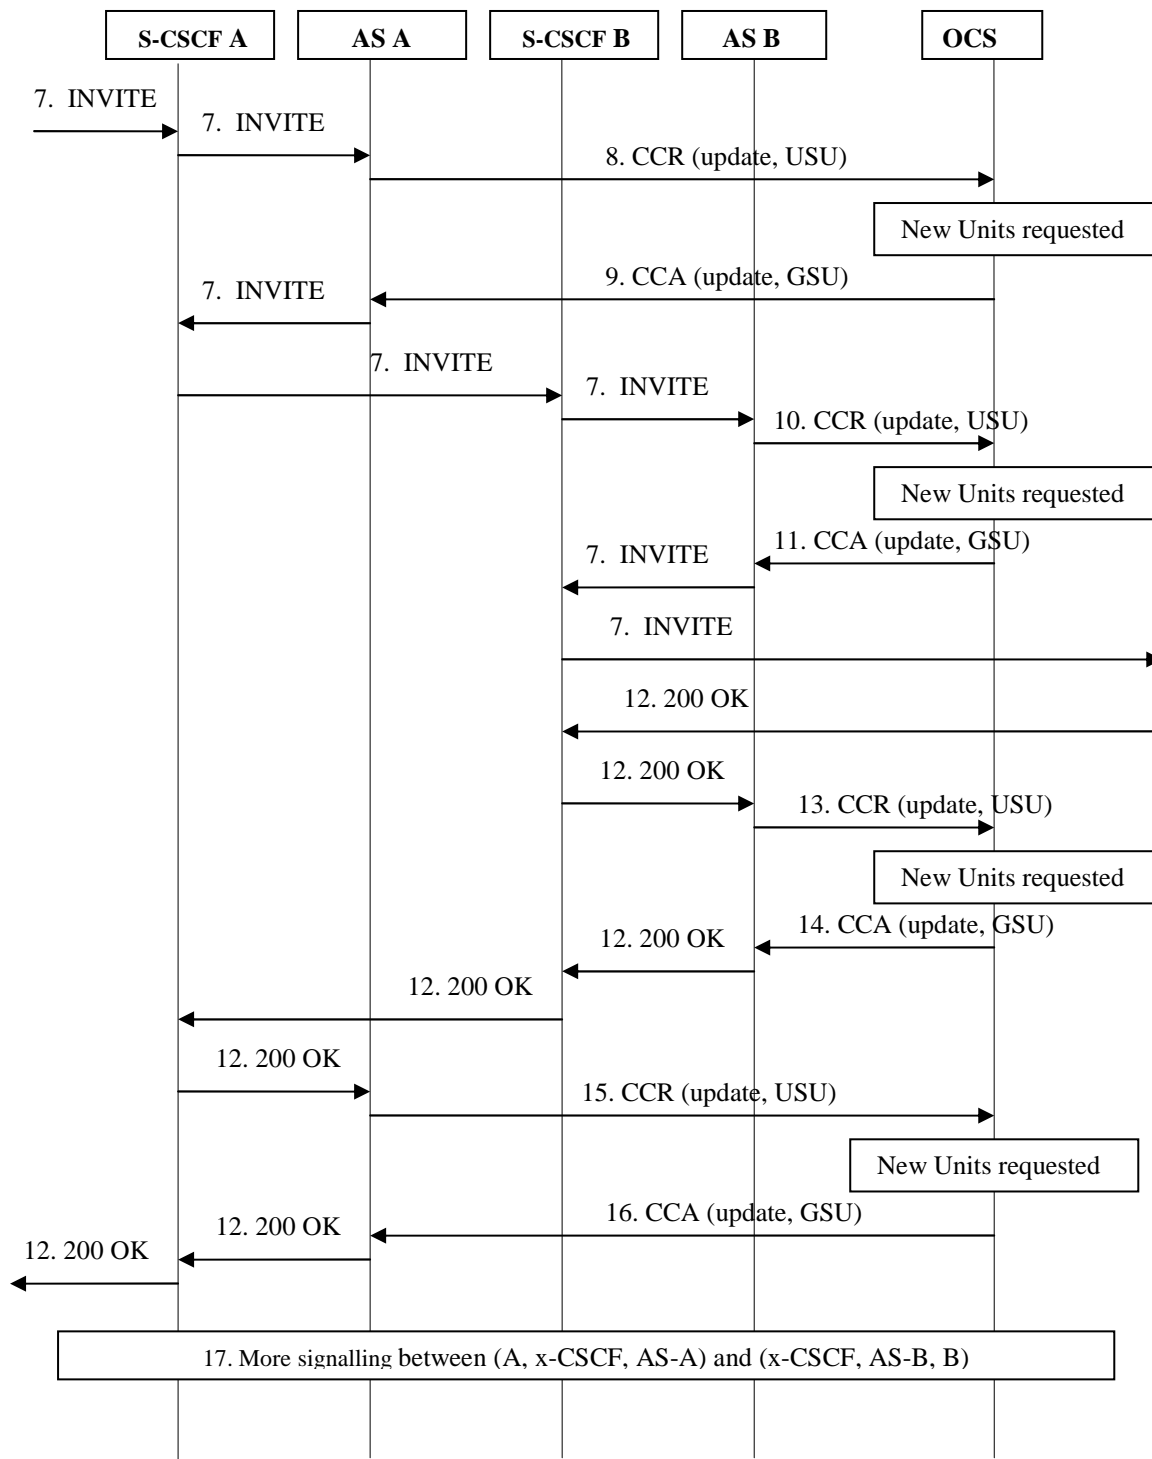 S-CSCF A
AS A
S-CSCF B
AS B
OCS
7. INVITE
7. INVITE
8. CCR (update, USU)
New Units requested
9. CCA (update, GSU)
7. INVITE
7. INVITE
7. INVITE
10. CCR (update, USU)
New Units requested
11. CCA (update, GSU)
7. INVITE
7. INVITE
12. 200 OK
12. 200 OK
13. CCR (update, USU)
New Units requested
14. CCA (update, GSU)
12. 200 OK
12. 200 OK
12. 200 OK
15. CCR (update, USU)
New Units requested
16. CCA (update, GSU)
12. 200 OK
12. 200 OK
17. More signalling between (A, x-CSCF, AS-A) and (x-CSCF, AS-B, B)